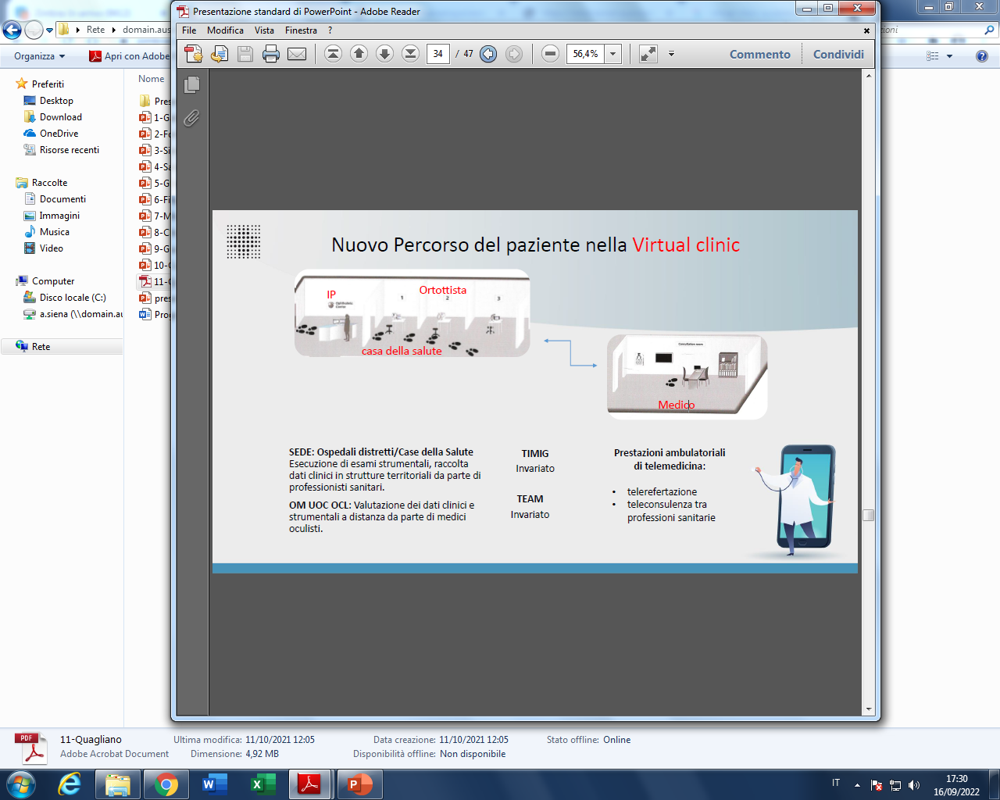 Presentazione standard di PowerPoint - Adobe Reader
File Modifica Vista Finestra ?
34 / 47
56,4%
Commento Condividi
Rete domain.aus
Organizza
Apri con Adobe
Nome
Preferiti
Desktop
Download
OneDrive
Risorse recenti
Raccolte
Documenti
Immagini
Musica
Video
Computer
Disco locale (C:)
a.siena (\\domain.au
Rete
Pres
1-G
2-Fo
3-Si
4-Sa
5-G
6-Fi
7-M
8-C
9-G
10-G
11-Q
pres
Pro
Nuovo Percorso del paziente nella Virtual clinic
IP
Ortottista
1
2
3
casa della salute
Consultation room
Medico
SEDE: Ospedali distretti/Case della Salute
Esecuzione di esami strumentali, raccolta
dati clinici in strutture territoriali da parte di
professionisti sanitari.
OM UOC OCL: Valutazione dei dati clinici e
strumentali a distanza da parte di medici
oculisti.
TIMIG
Invariato
TEAM
Invariato
Prestazioni ambulatoriali
di telemedicina:
• telerefertazione
• teleconsulenza tra
professioni sanitarie
11-Quagliano
Adobe Acrobat Document
Ultima modifica: 11/10/2021 12:05
Dimensione: 4,92 MB
Data creazione: 11/10/2021 12:05
Disponibilità offline: Non disponibile
Stato offline: Online
IT
17:30
16/09/2022